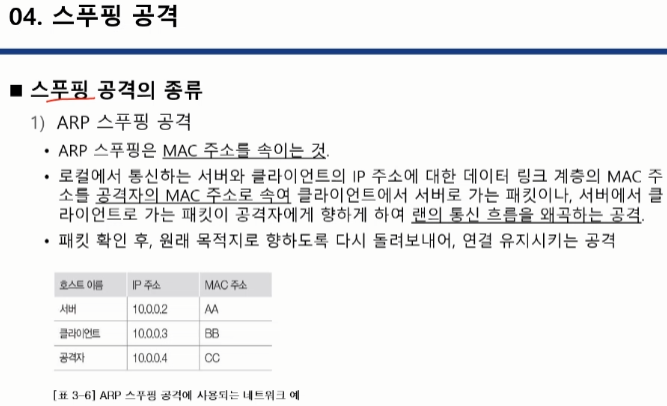 04. 스푸핑 공격
■ 스푸핑 공격의 종류
1) ARP 스푸핑 공격
• ARP 스푸핑은 MAC 주소를 속이는 것.
• 로컬에서 통신하는 서버와 클라이언트의 IP 주소에 대한 데이터 링크 계층의 MAC 주
소를 공격자의 MAC 주소로 속여 클라이언트에서 서버로 가는 패킷이나, 서버에서 클
라이언트로 가는 패킷이 공격자에게 향하게 하여 랜의 통신 흐름을 왜곡하는 공격.
• 패킷 확인 후, 원래 목적지로 향하도록 다시 돌려보내어, 연결 유지시키는 공격
호스트 이름 IP 주소 MAC 주소
서버 10.0.0.2 AA
클라이언트 10.0.0.3 BB
공격자 10.0.0.4 CC
[표 3-6] ARP 스푸핑 공격에 사용되는 네트워크 예